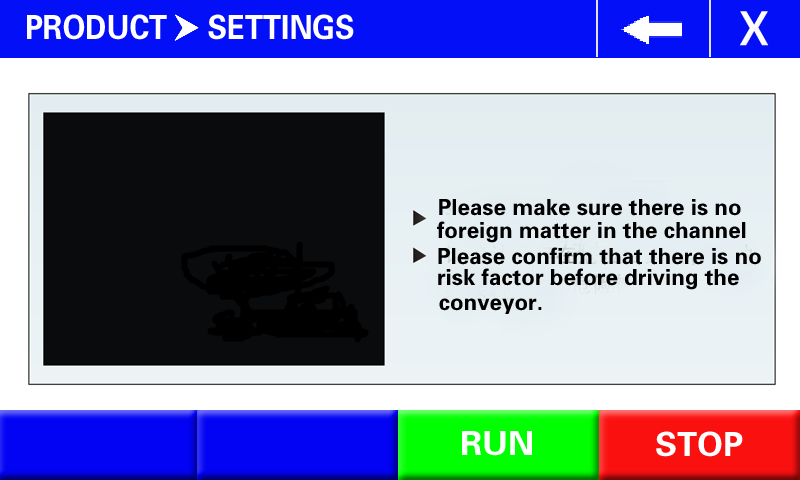 PRODUCT ➤ SETTINGS
X
▶ Please make sure there is no
foreign matter in the channel
▶ Please confirm that there is no
risk factor before driving the
conveyor.
RUN
STOP